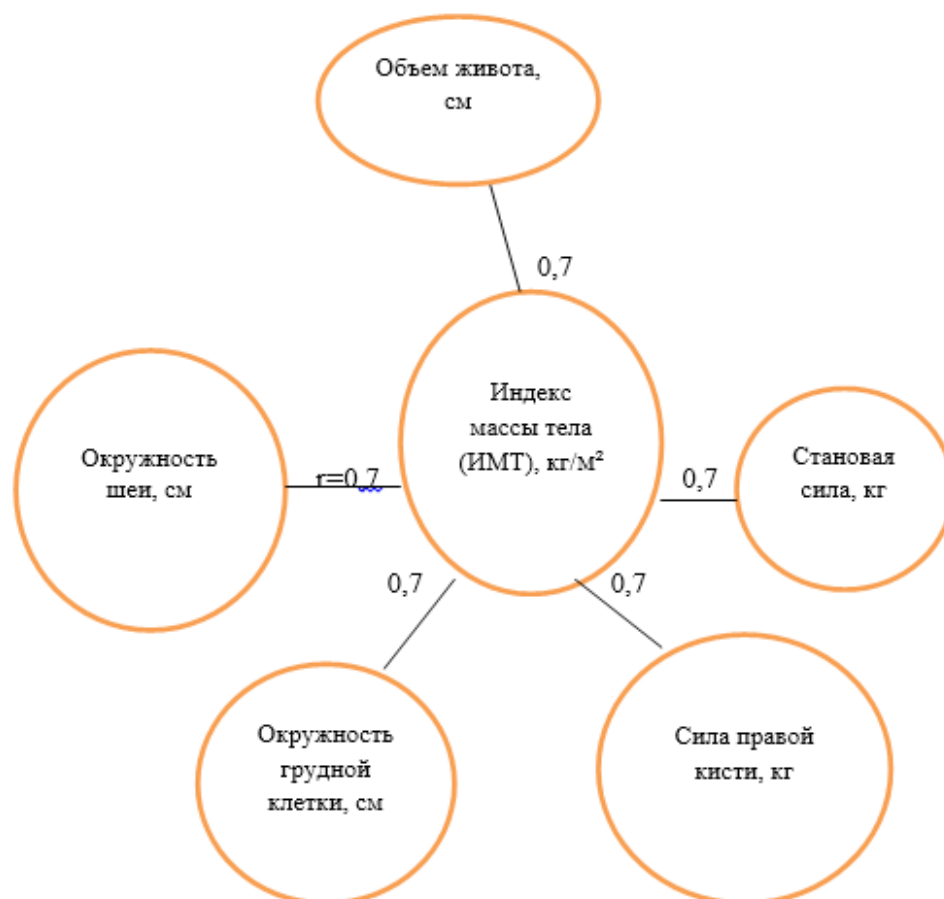 Объем живота,
см
0,7
Индекс
массы тела
(ИМТ), кг/м²
Окружность
шеи, см
r=0,7
0,7
Становая
сила, кг
0,7
0,7
Окружность
грудной
клетки, см
Сила правой
кисти, кг